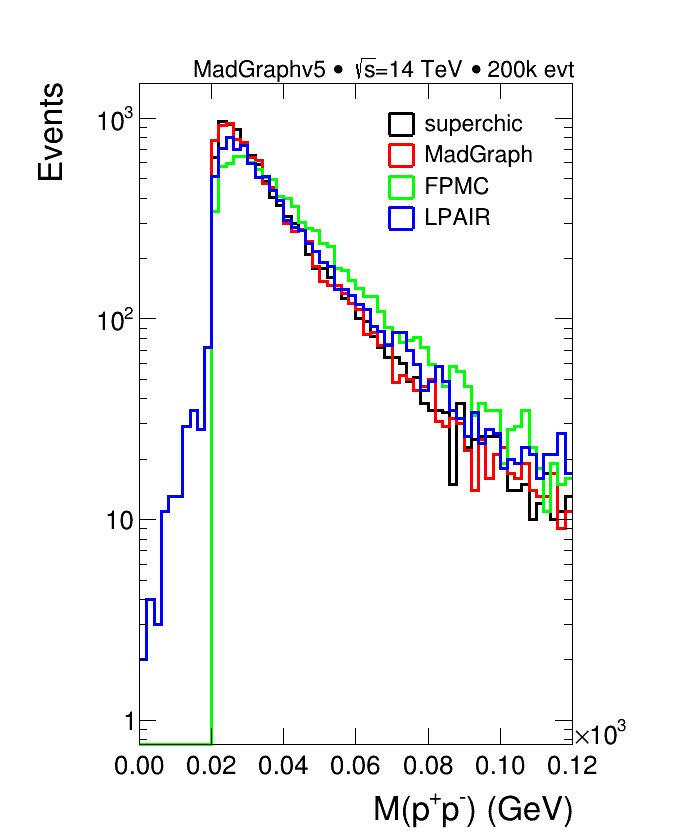 MadGraphv5 • √s=14 TeV • 200k evt
Events
10³
10²
10
1
superchic
MadGraph
FPMC
LPAIR
×10³
0.00 0.02 0.04 0.06 0.08 0.10 0.12
M(p⁺p⁻) (GeV)